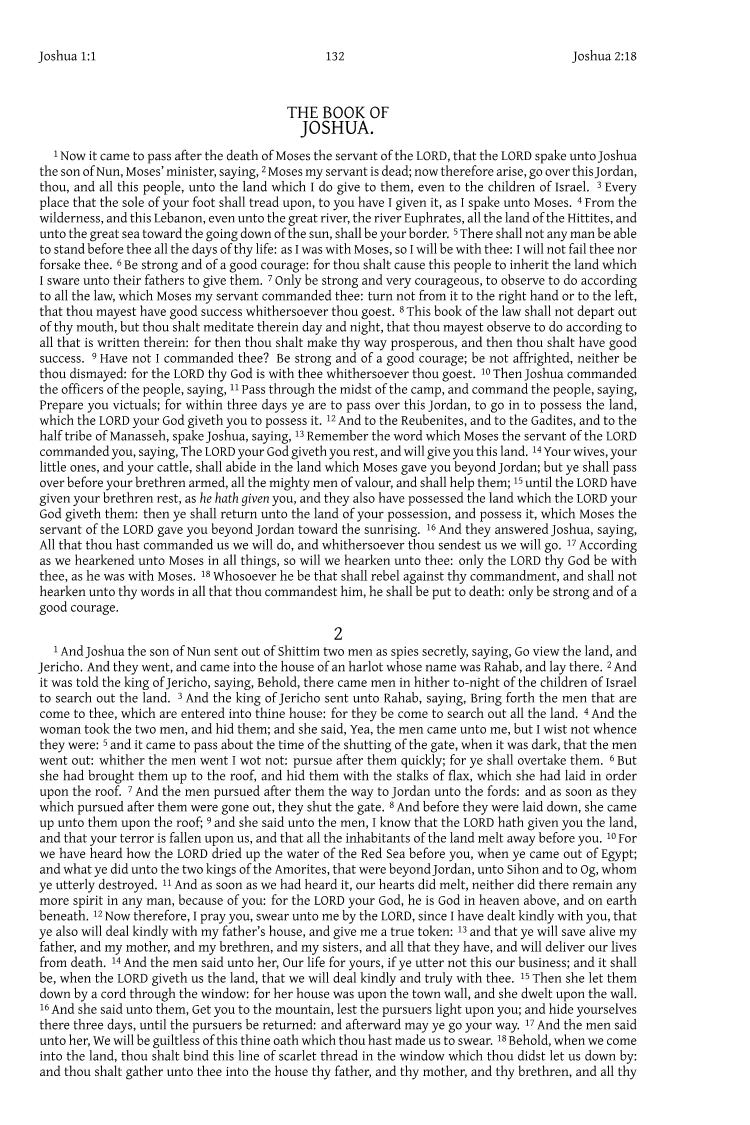 Joshua 1:1 132 Joshua 2:18
THE BOOK OF
JOSHUA.
1 Now it came to pass after the death of Moses the servant of the LORD, that the LORD spake unto Joshua
the son of Nun, Moses’ minister, saying, 2 Moses my servant is dead; now therefore arise, go over this Jordan,
thou, and all this people, unto the land which I do give to them, even to the children of Israel. 3 Every
place that the sole of your foot shall tread upon, to you have I given it, as I spake unto Moses. 4 From the
wilderness, and this Lebanon, even unto the great river, the river Euphrates, all the land of the Hittites, and
unto the great sea toward the going down of the sun, shall be your border. 5 There shall not any man be able
to stand before thee all the days of thy life: as I was with Moses, so I will be with thee: I will not fail thee nor
forsake thee. 6 Be strong and of a good courage: for thou shalt cause this people to inherit the land which
I sware unto their fathers to give them. 7 Only be strong and very courageous, to observe to do according
to all the law, which Moses my servant commanded thee: turn not from it to the right hand or to the left,
that thou mayest have good success whithersoever thou goest. 8 This book of the law shall not depart out
of thy mouth, but thou shalt meditate therein day and night, that thou mayest observe to do according to
all that is written therein: for then thou shalt make thy way prosperous, and then thou shalt have good
success. 9 Have not I commanded thee? Be strong and of a good courage; be not affrighted, neither be
thou dismayed: for the LORD thy God is with thee whithersoever thou goest. 10 Then Joshua commanded
the officers of the people, saying, 11 Pass through the midst of the camp, and command the people, saying,
Prepare you victuals; for within three days ye are to pass over this Jordan, to go in to possess the land,
which the LORD your God giveth you to possess it. 12 And to the Reubenites, and to the Gadites, and to the
half tribe of Manasseh, spake Joshua, saying, 13 Remember the word which Moses the servant of the LORD
commanded you, saying, The LORD your God giveth you rest, and will give you this land. 14 Your wives, your
little ones, and your cattle, shall abide in the land which Moses gave you beyond Jordan; but ye shall pass
over before your brethren armed, all the mighty men of valour, and shall help them; 15 until the LORD have
given your brethren rest, as he hath given you, and they also have possessed the land which the LORD your
God giveth them: then ye shall return unto the land of your possession, and possess it, which Moses the
servant of the LORD gave you beyond Jordan toward the sunrising. 16 And they answered Joshua, saying,
All that thou hast commanded us we will do, and whithersoever thou sendest us we will go. 17 According
as we hearkened unto Moses in all things, so will we hearken unto thee: only the LORD thy God be with
thee, as he was with Moses. 18 Whosoever he be that shall rebel against thy commandment, and shall not
hearken unto thy words in all that thou commandest him, he shall be put to death: only be strong and of a
good courage.
2
1 And Joshua the son of Nun sent out of Shittim two men as spies secretly, saying, Go view the land, and
Jericho. And they went, and came into the house of an harlot whose name was Rahab, and lay there. 2 And
it was told the king of Jericho, saying, Behold, there came men in hither to-night of the children of Israel
to search out the land. 3 And the king of Jericho sent unto Rahab, saying, Bring forth the men that are
come to thee, which are entered into thine house: for they be come to search out all the land. 4 And the
woman took the two men, and hid them; and she said, Yea, the men came unto me, but I wist not whence
they were: 5 and it came to pass about the time of the shutting of the gate, when it was dark, that the men
went out: whither the men went I wot not: pursue after them quickly; for ye shall overtake them. 6 But
she had brought them up to the roof, and hid them with the stalks of flax, which she had laid in order
upon the roof. 7 And the men pursued after them the way to Jordan unto the fords: and as soon as they
which pursued after them were gone out, they shut the gate. 8 And before they were laid down, she came
up unto them upon the roof; 9 and she said unto the men, I know that the LORD hath given you the land,
and that your terror is fallen upon us, and that all the inhabitants of the land melt away before you. 10 For
we have heard how the LORD dried up the water of the Red Sea before you, when ye came out of Egypt;
and what ye did unto the two kings of the Amorites, that were beyond Jordan, unto Sihon and to Og, whom
ye utterly destroyed. 11 And as soon as we had heard it, our hearts did melt, neither did there remain any
more spirit in any man, because of you: for the LORD your God, he is God in heaven above, and on earth
beneath. 12 Now therefore, I pray you, swear unto me by the LORD, since I have dealt kindly with you, that
ye also will deal kindly with my father’s house, and give me a true token: 13 and that ye will save alive my
father, and my mother, and my brethren, and my sisters, and all that they have, and will deliver our lives
from death. 14 And the men said unto her, Our life for yours, if ye utter not this our business; and it shall
be, when the LORD giveth us the land, that we will deal kindly and truly with thee. 15 Then she let them
down by a cord through the window: for her house was upon the town wall, and she dwelt upon the wall.
16 And she said unto them, Get you to the mountain, lest the pursuers light upon you; and hide yourselves
there three days, until the pursuers be returned: and afterward may ye go your way. 17 And the men said
unto her, We will be guiltless of this thine oath which thou hast made us to swear. 18 Behold, when we come
into the land, thou shalt bind this line of scarlet thread in the window which thou didst let us down by:
and thou shalt gather unto thee into the house thy father, and thy mother, and thy brethren, and all thy